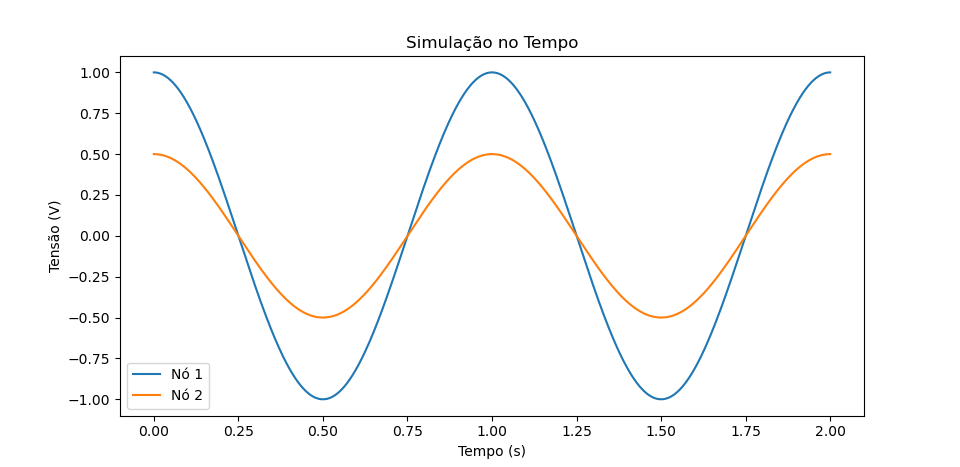 Simulação no Tempo
1.00
0.75
0.50
0.25
0.00
−0.25
−0.50
−0.75
−1.00
Tensão (V)
Nó 1
Nó 2
0.00 0.25 0.50 0.75 1.00 1.25 1.50 1.75 2.00
Tempo (s)